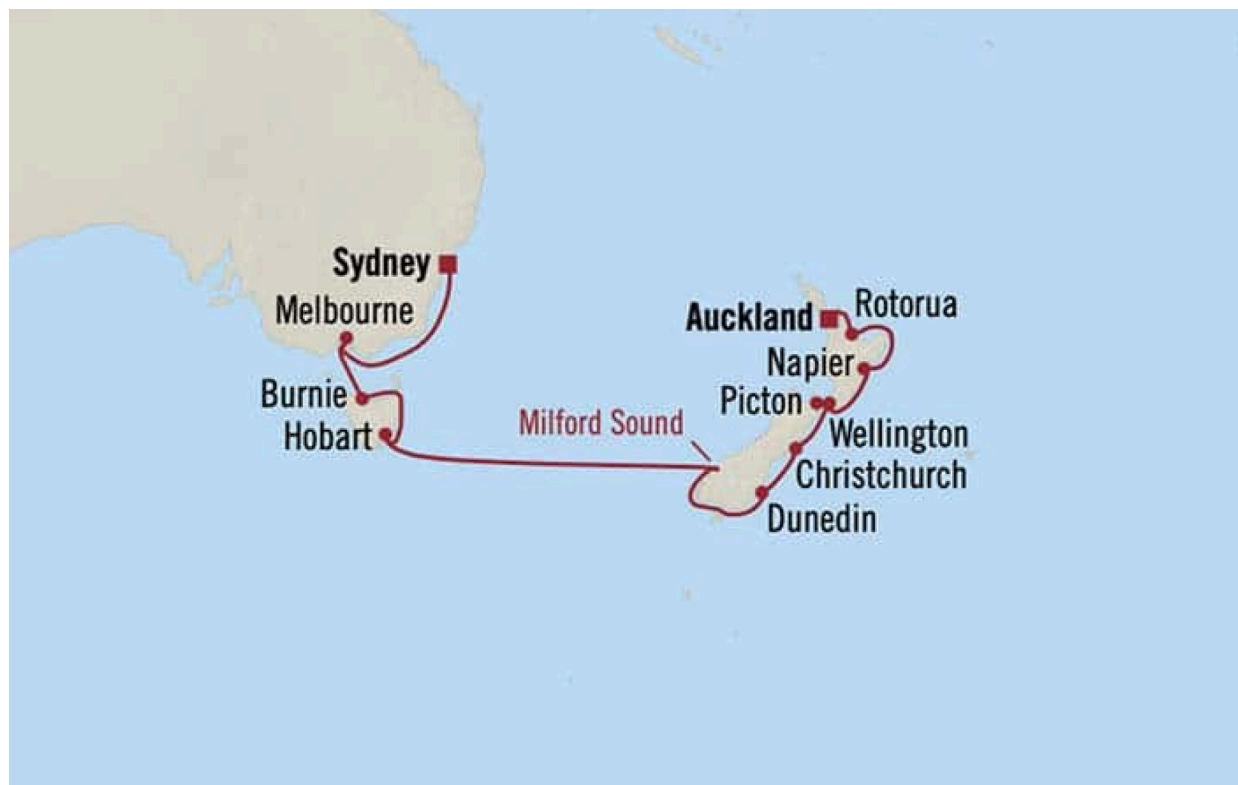 Sydney
Melbourne
Auckland
Rotorua
Napier
Burnie
Picton
Milford Sound
Hobart
Wellington
Christchurch
Dunedin